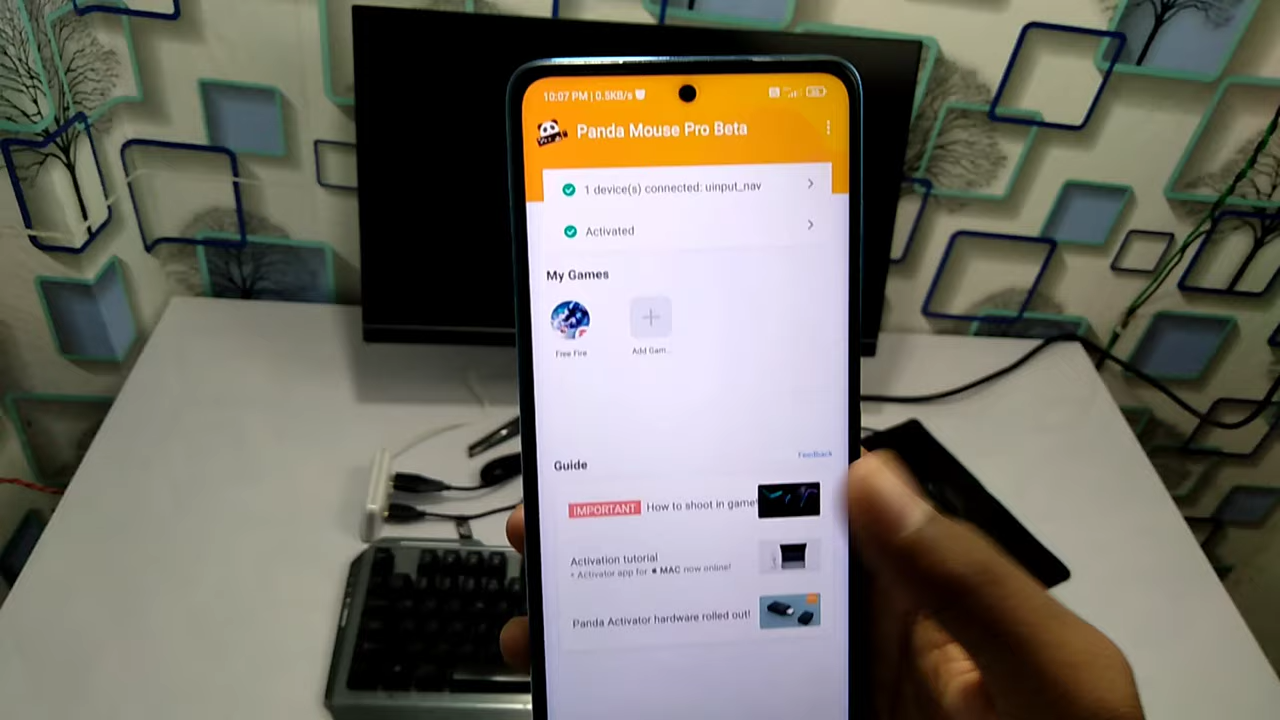 10:07 PM | 0.5KB/s
Panda Mouse Pro Beta
1 device(s) connected: uinput_nav
Activated
My Games
Free Fire
Add Gam...
Guide
Feedback
IMPORTANT How to shoot in game
Activation tutorial
* Activator app for MAC now online!
Panda Activator hardware rolled out!